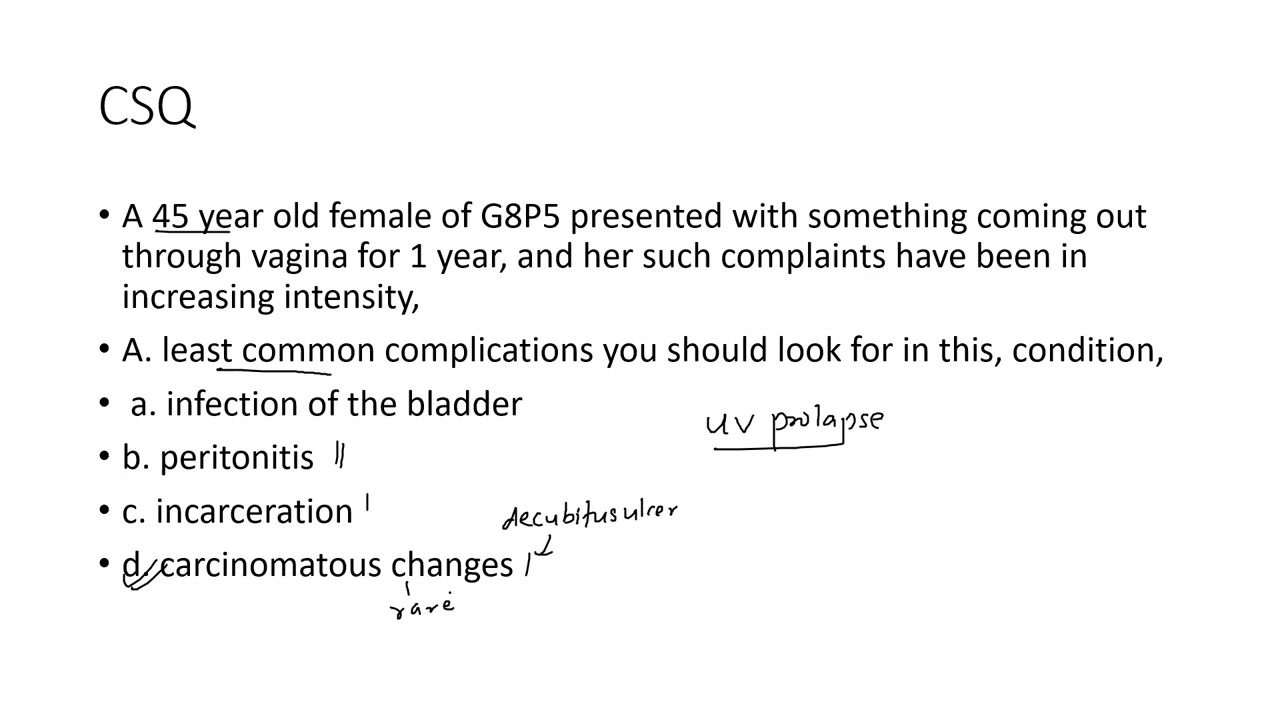 CSQ
• A 45 year old female of G8P5 presented with something coming out
through vagina for 1 year, and her such complaints have been in
increasing intensity,
• A. least common complications you should look for in this, condition,
• a. infection of the bladder
uv prolapse
• b. peritonitis
• c. incarceration
decubitus ulcer
• d. carcinomatous changes
rare